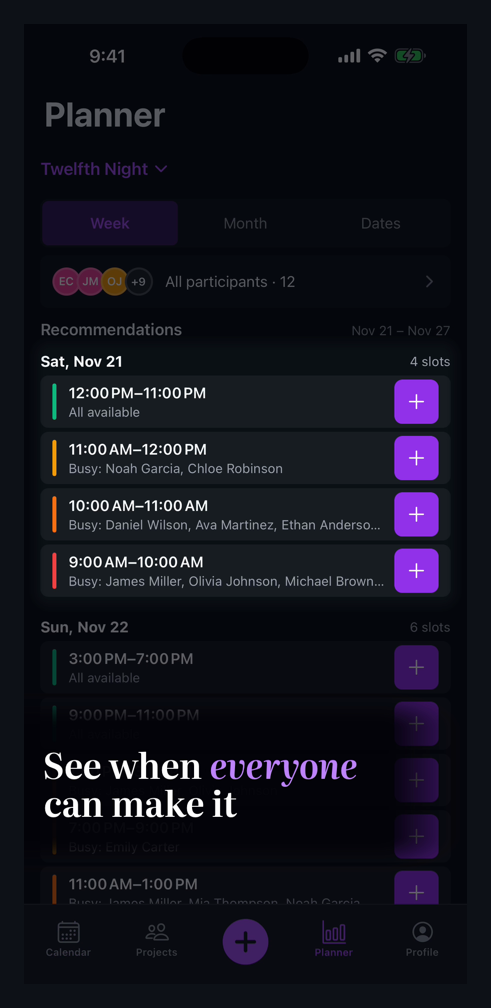 9:41
Planner
Twelfth Night
Week Month Dates
EC JM OJ +9 All participants · 12
Recommendations Nov 21 – Nov 27
Sat, Nov 21 4 slots
12:00 PM–11:00 PM
All available
11:00 AM–12:00 PM
Busy: Noah Garcia, Chloe Robinson
10:00 AM–11:00 AM
Busy: Daniel Wilson, Ava Martinez, Ethan Anderso...
9:00 AM–10:00 AM
Busy: James Miller, Olivia Johnson, Michael Brown...
Sun, Nov 22 6 slots
3:00 PM–7:00 PM
All available
9:00 PM–11:00 PM
See when everyone
can make it
Busy: Emily Carter
11:00 AM–1:00 PM
Busy: James Miller, Mia Thompson, Noah Garcia
Calendar Projects Planner Profile